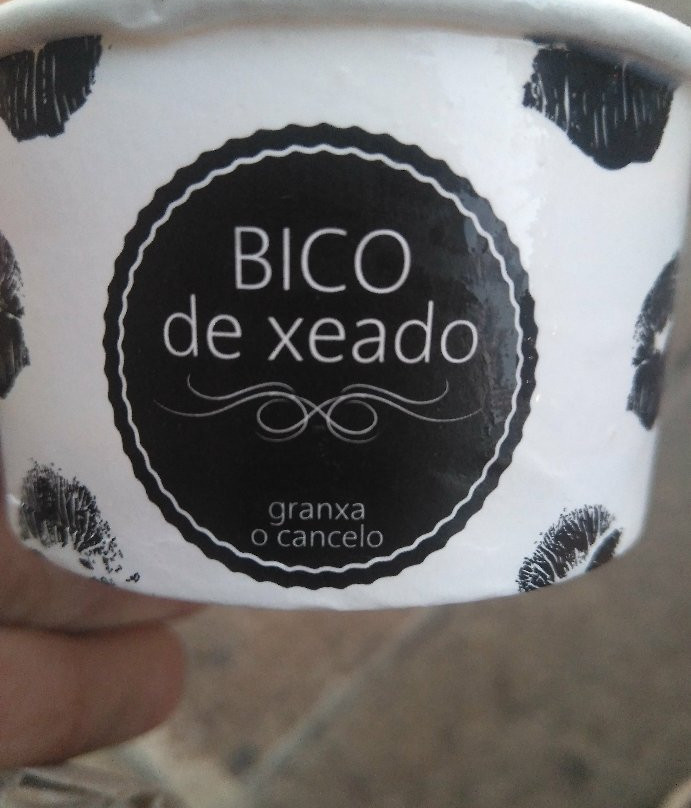 BICO
de xeado
granxa
o cancelo